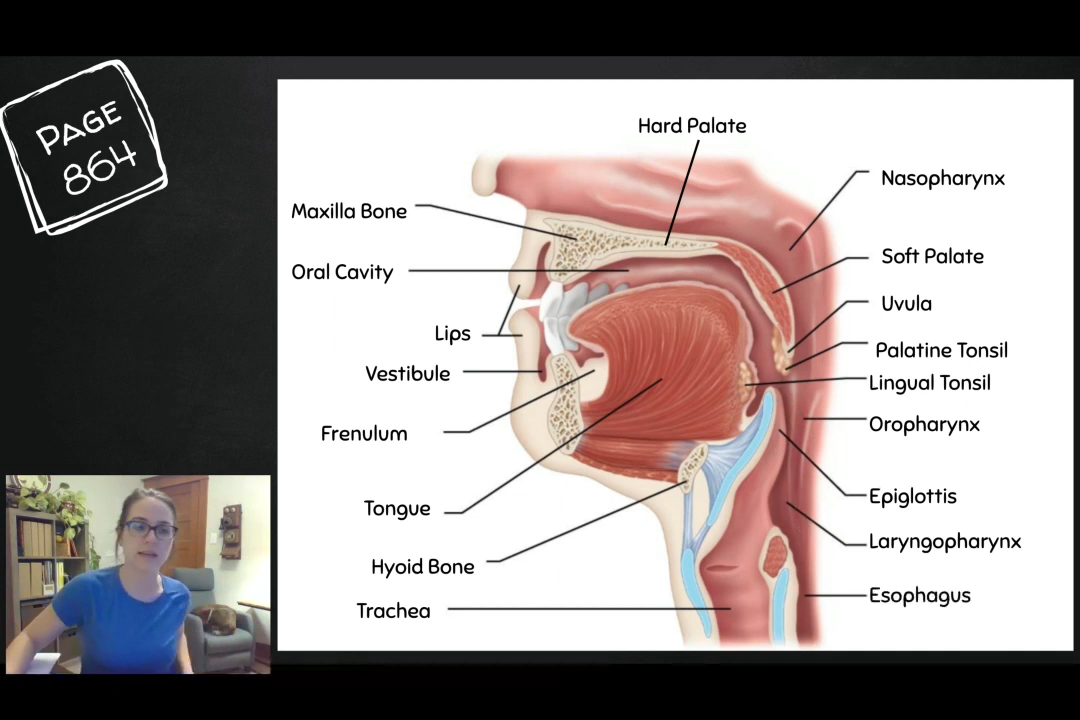 PAGE
864
Hard Palate
Nasopharynx
Maxilla Bone
Soft Palate
Oral Cavity
Uvula
Lips
Palatine Tonsil
Vestibule
Lingual Tonsil
Oropharynx
Frenulum
Epiglottis
Tongue
Laryngopharynx
Hyoid Bone
Esophagus
Trachea